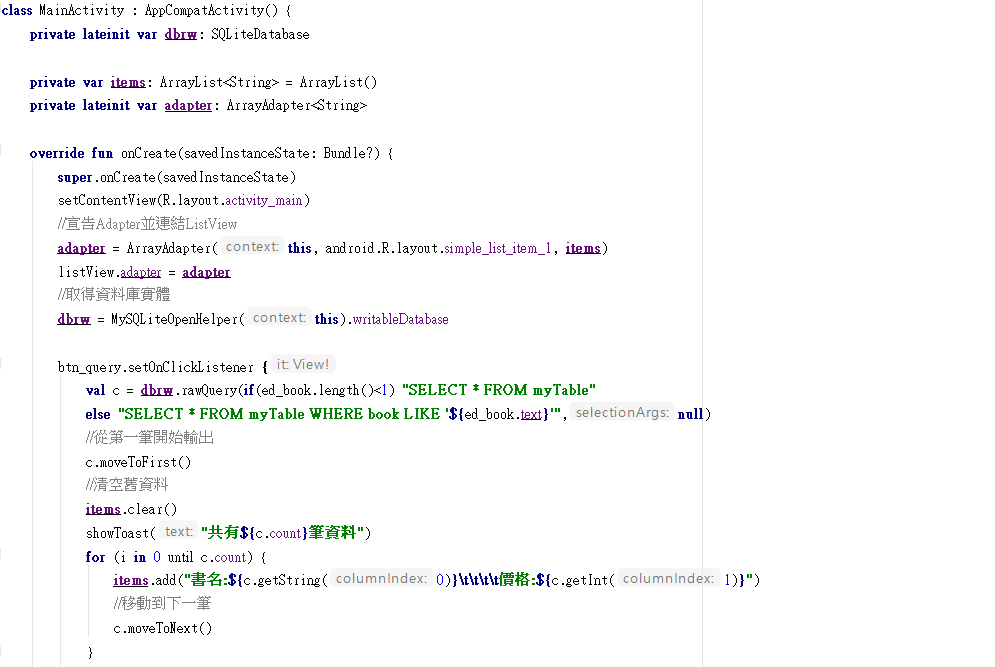 class MainActivity : AppCompatActivity() {
private lateinit var dbrw: SQLiteDatabase
private var items: ArrayList<String> = ArrayList()
private lateinit var adapter: ArrayAdapter<String>
override fun onCreate(savedInstanceState: Bundle?) {
super.onCreate(savedInstanceState)
setContentView(R.layout.activity_main)
//宣告Adapter並連結ListView
adapter = ArrayAdapter( context: this, android.R.layout.simple_list_item_1, items)
listView.adapter = adapter
//取得資料庫實體
dbrw = MySQLiteOpenHelper( context: this).writableDatabase
btn_query.setOnClickListener { it: View!
val c = dbrw.rawQuery(if(ed_book.length()<1) "SELECT * FROM myTable"
else "SELECT * FROM myTable WHERE book LIKE '${ed_book.text}'", selectionArgs: null)
//從第一筆開始輸出
c.moveToFirst()
//清空舊資料
items.clear()
showToast( text: "共有${c.count}筆資料")
for (i in 0 until c.count) {
items.add("書名:${c.getString( columnIndex: 0)}\t\t\t\t價格:${c.getInt( columnIndex: 1)}")
//移動到下一筆
c.moveToNext()
}